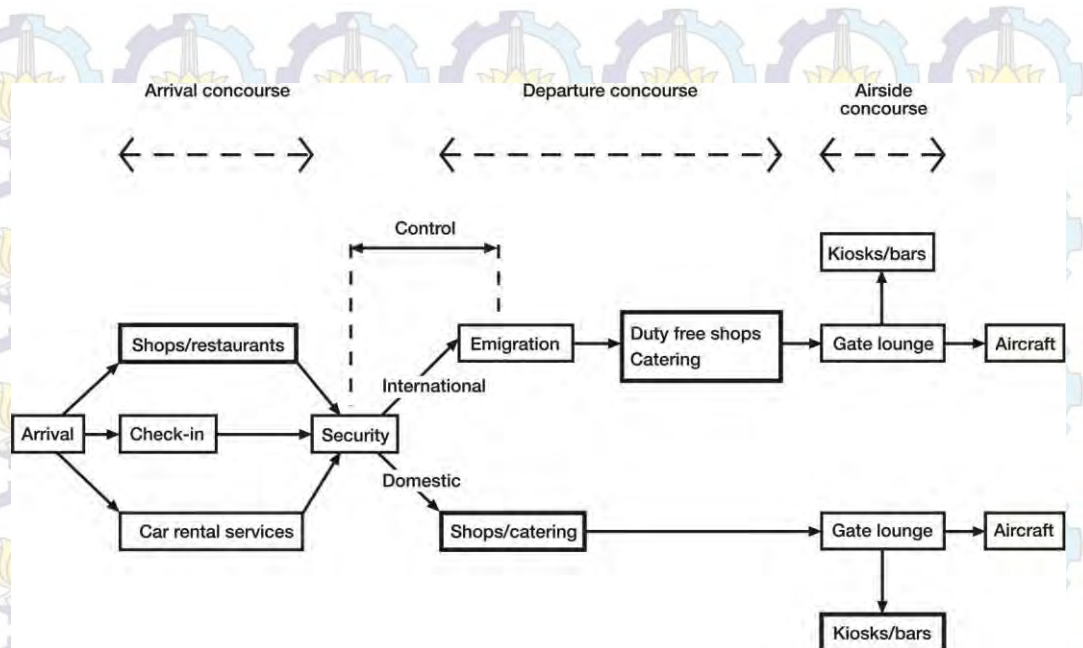 Arrival concourse
Departure concourse
Airside
concourse
Control
Kiosks/bars
Shops/restaurants
Emigration
Duty free shops
Catering
Gate lounge
Aircraft
International
Arrival
Check-in
Security
Domestic
Car rental services
Shops/catering
Gate lounge
Aircraft
Kiosks/bars